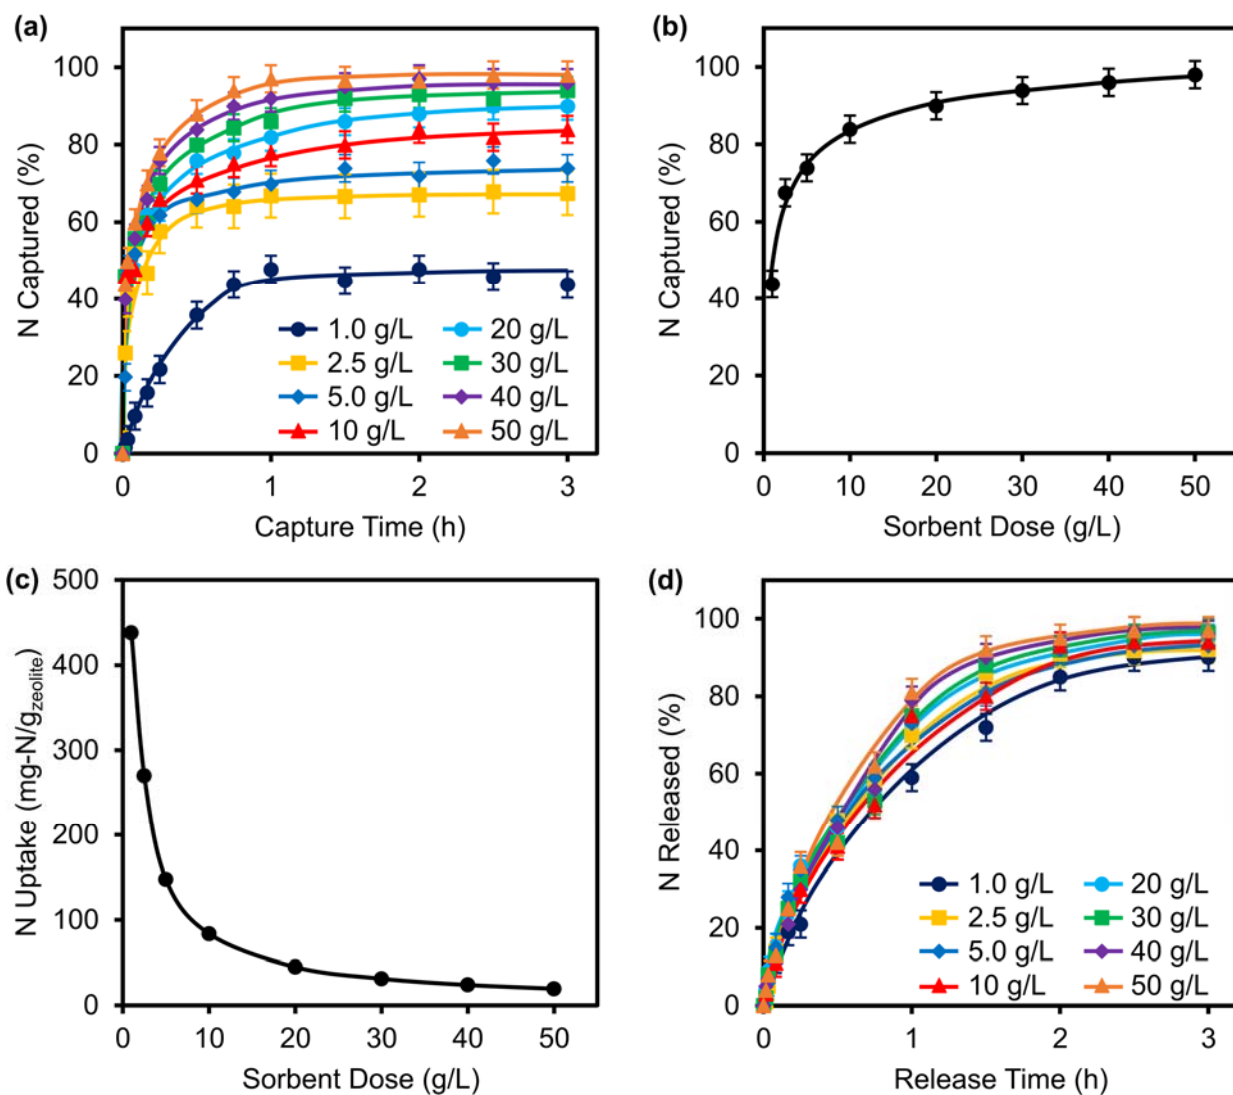 (a)
N Captured (%)
100
80
60
40
20
0
0 1 2 3
Capture Time (h)
1.0 g/L 20 g/L
2.5 g/L 30 g/L
5.0 g/L 40 g/L
10 g/L 50 g/L
(b)
N Captured (%)
100
80
60
40
20
0
0 10 20 30 40 50
Sorbent Dose (g/L)
(c)
N Uptake (mg-N/gzeolite)
500
400
300
200
100
0
0 10 20 30 40 50
Sorbent Dose (g/L)
(d)
N Released (%)
100
80
60
40
20
0
0 1 2 3
Release Time (h)
1.0 g/L 20 g/L
2.5 g/L 30 g/L
5.0 g/L 40 g/L
10 g/L 50 g/L